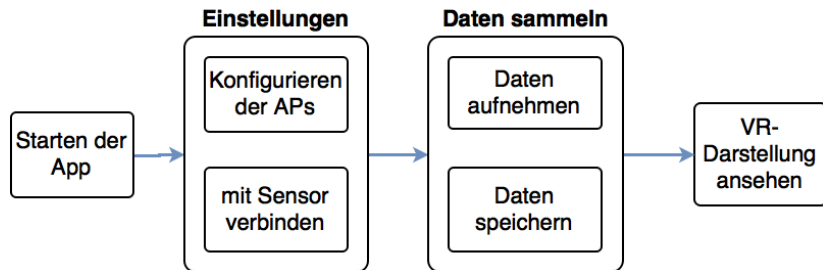 Einstellungen
Daten sammeln
Starten der
App
Konfigurieren
der APs
mit Sensor
verbinden
Daten
aufnehmen
Daten
speichern
VR-
Darstellung
ansehen